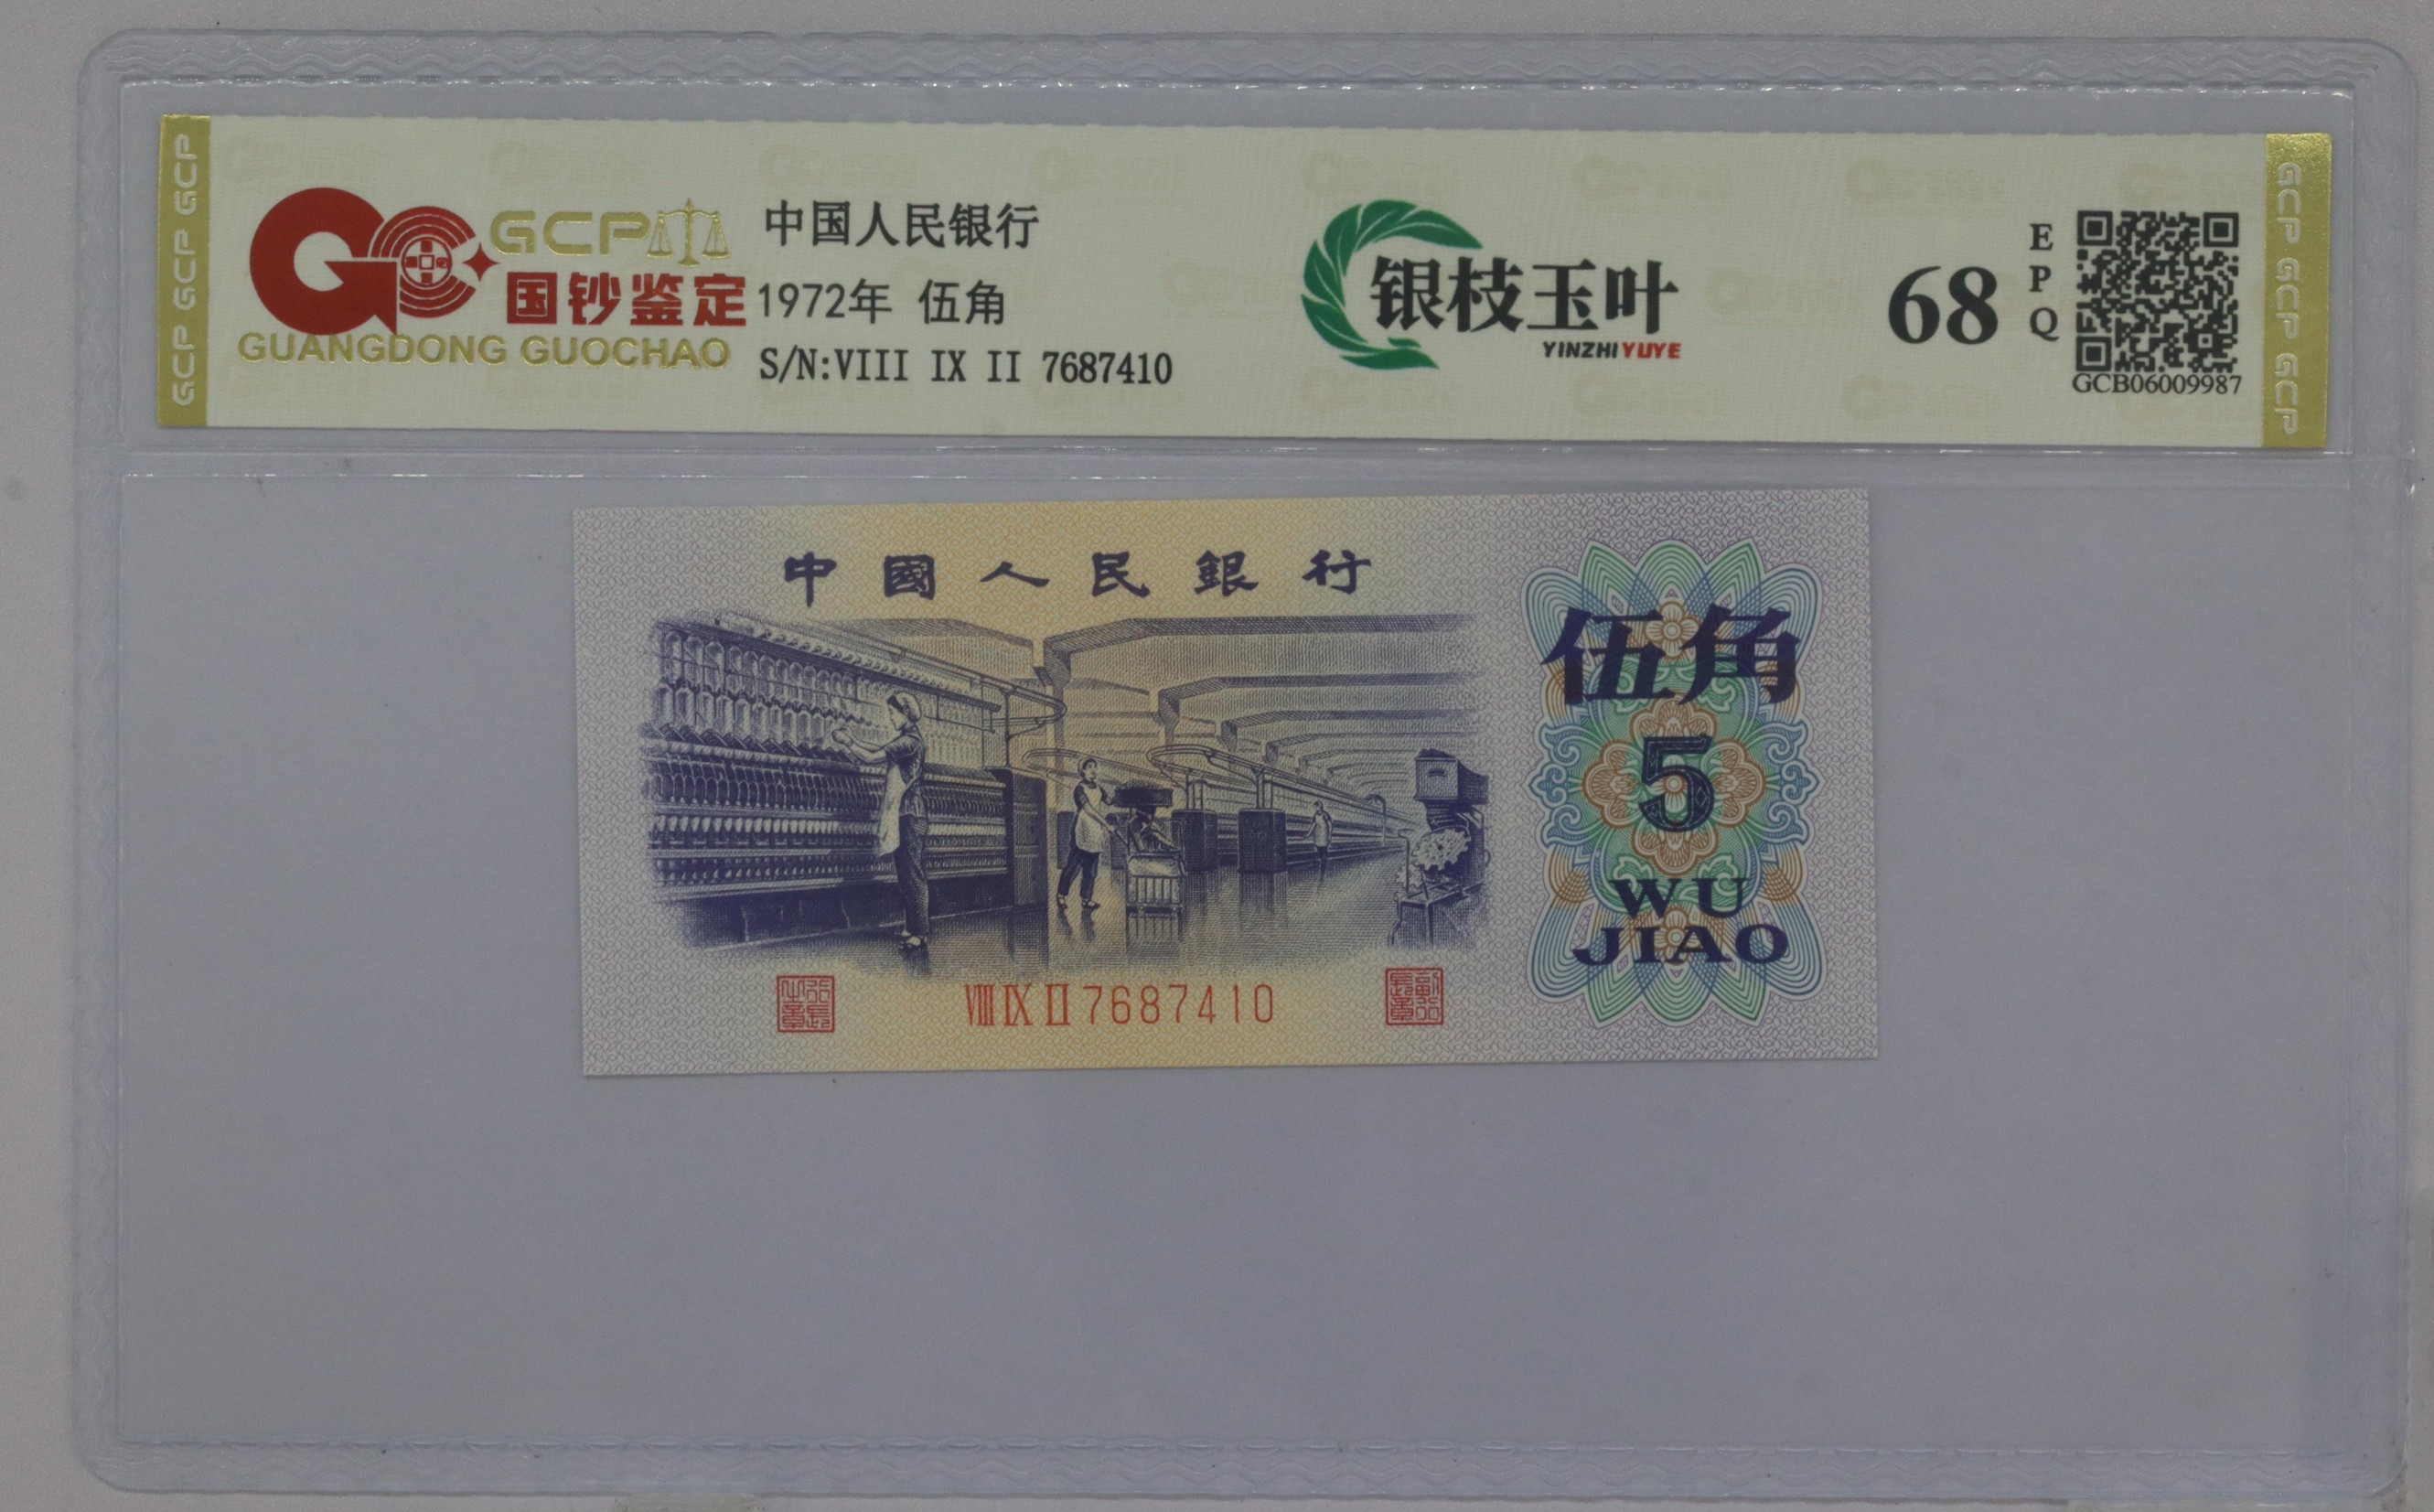 GCP GCP GCP
GCP
国钞鉴定
GUANGDONG GUOCHAO
中国人民银行
1972年 伍角
S/N:VIII IX II 7687410
银枝玉叶
YINZHIYUYE
68
EPQ
GCB06009987
GCP GCP GCP
中國人民銀行
伍角
5
WU
JIAO
VIII IX II 7687410